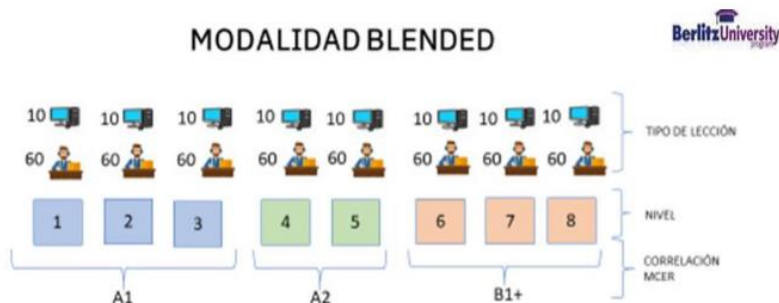 MODALIDAD BLENDED
BerlitzUniversity
program
10 10 10 10 10 10 10 10
60 60 60 60 60 60 60 60
TIPO DE LECCIÓN
1 2 3 4 5 6 7 8
NIVEL
CORRELACIÓN
MCER
A1 A2 B1+